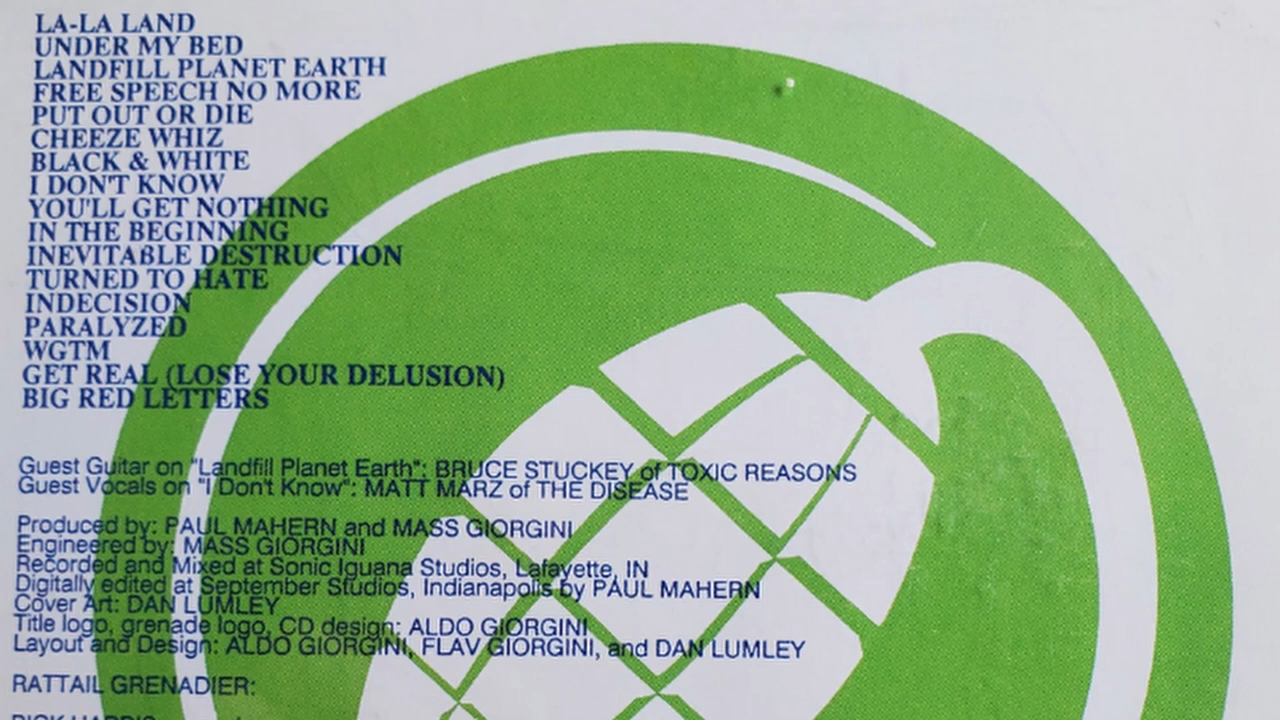 LA-LA LAND
UNDER MY BED
LANDFILL PLANET EARTH
FREE SPEECH NO MORE
PUT OUT OR DIE
CHEEZE WHIZ
BLACK & WHITE
I DON'T KNOW
YOU'LL GET NOTHING
IN THE BEGINNING
INEVITABLE DESTRUCTION
TURNED TO HATE
INDECISION
PARALYZED
WGTM
GET REAL (LOSE YOUR DELUSION)
BIG RED LETTERS
Guest Guitar on "Landfill Planet Earth": BRUCE STUCKEY of TOXIC REASONS
Guest Vocals on "I Don't Know": MATT MARZ of THE DISEASE
Produced by: PAUL MAHERN and MASS GIORGINI
Engineered by: MASS GIORGINI
Recorded and Mixed at Sonic Iguana Studios, Lafayette, IN
Digitally edited at September Studios, Indianapolis by PAUL MAHERN
Cover Art: DAN LUMLEY
Title logo, grenade logo, CD design: ALDO GIORGINI
Layout and Design: ALDO GIORGINI, FLAV GIORGINI, and DAN LUMLEY
RATTAIL GRENADIER: